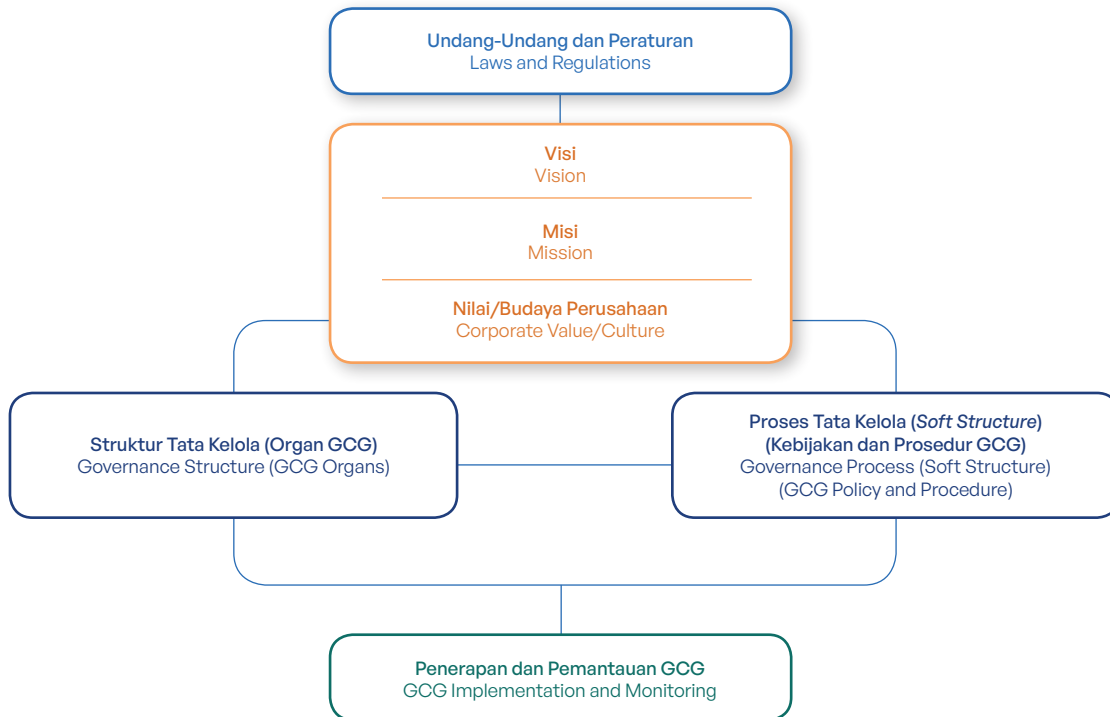 Undang-Undang dan Peraturan
Laws and Regulations
Visi
Vision
Misi
Mission
Nilai/Budaya Perusahaan
Corporate Value/Culture
Struktur Tata Kelola (Organ GCG)
Governance Structure (GCG Organs)
Proses Tata Kelola (Soft Structure)
(Kebijakan dan Prosedur GCG)
Governance Process (Soft Structure)
(GCG Policy and Procedure)
Penerapan dan Pemantauan GCG
GCG Implementation and Monitoring